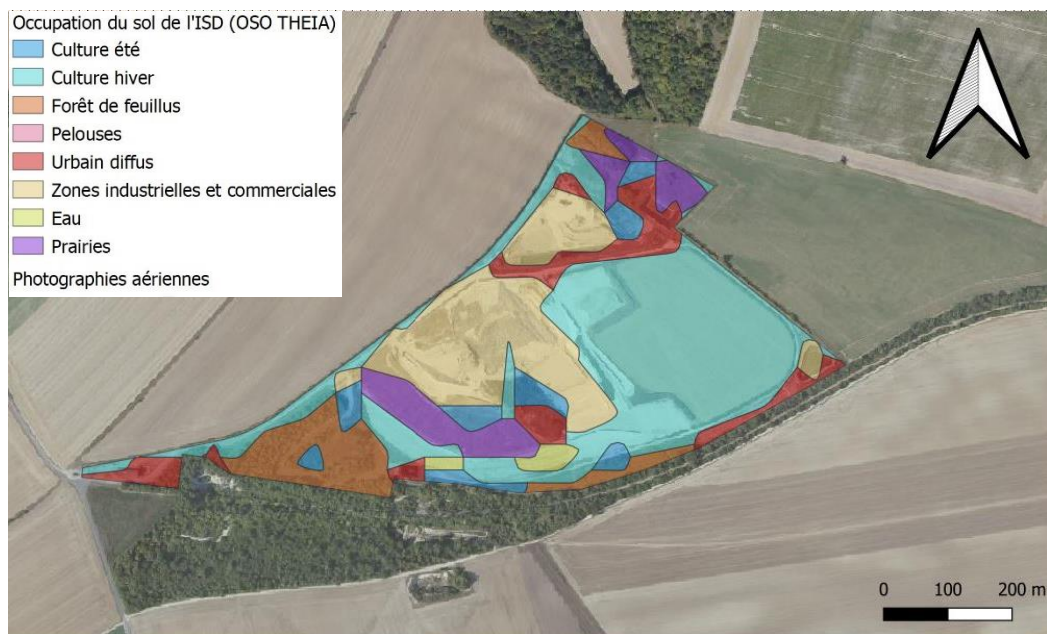 Occupation du sol de l'ISD (OSO THEIA)
Culture été
Culture hiver
Forêt de feuillus
Pelouses
Urbain diffus
Zones industrielles et commerciales
Eau
Prairies
Photographies aériennes
0 100 200 m